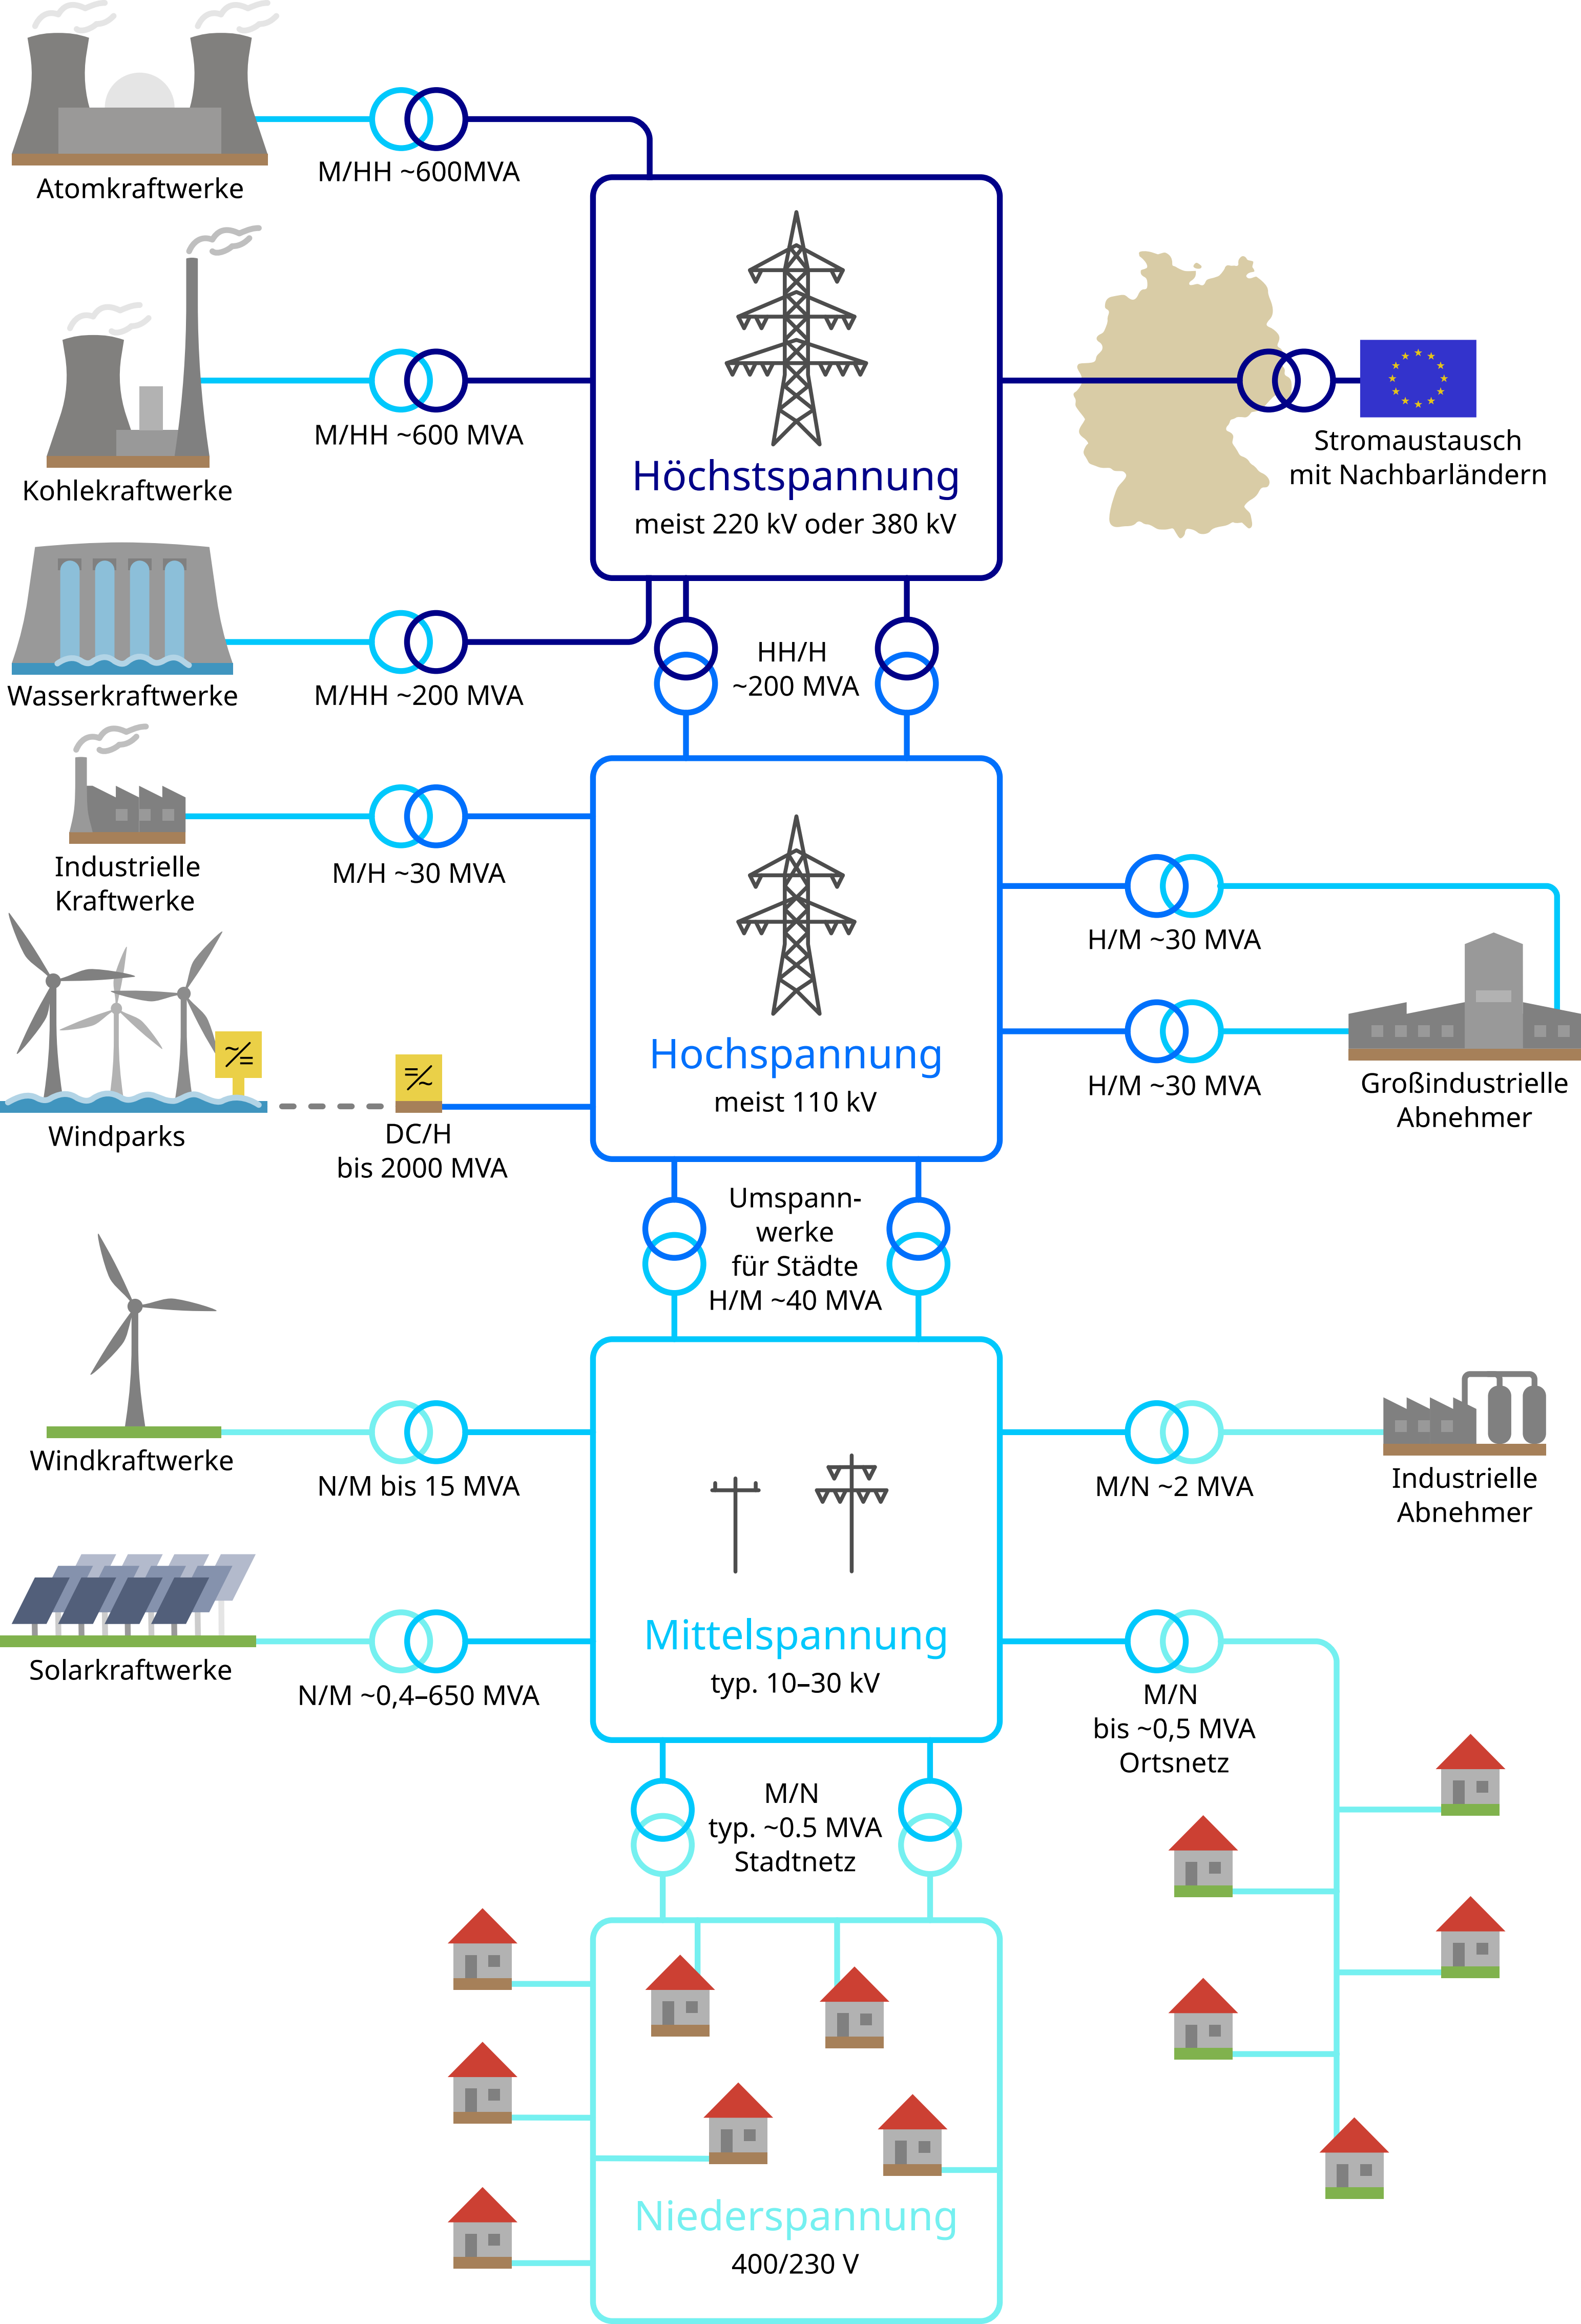 Atomkraftwerke
M/HH ~600MVA
Kohlekraftwerke
M/HH ~600 MVA
Höchstspannung
meist 220 kV oder 380 kV
Stromaustausch
mit Nachbarländern
Wasserkraftwerke
M/HH ~200 MVA
HH/H
~200 MVA
Industrielle
Kraftwerke
M/H ~30 MVA
Windparks
~/=
=/~
DC/H
bis 2000 MVA
Hochspannung
meist 110 kV
H/M ~30 MVA
H/M ~30 MVA
Großindustrielle
Abnehmer
Umspann-
werke
für Städte
H/M ~40 MVA
Windkraftwerke
N/M bis 15 MVA
Solarkraftwerke
N/M ~0,4–650 MVA
Mittelspannung
typ. 10–30 kV
M/N ~2 MVA
Industrielle
Abnehmer
M/N
bis ~0,5 MVA
Ortsnetz
M/N
typ. ~0.5 MVA
Stadtnetz
Niederspannung
400/230 V